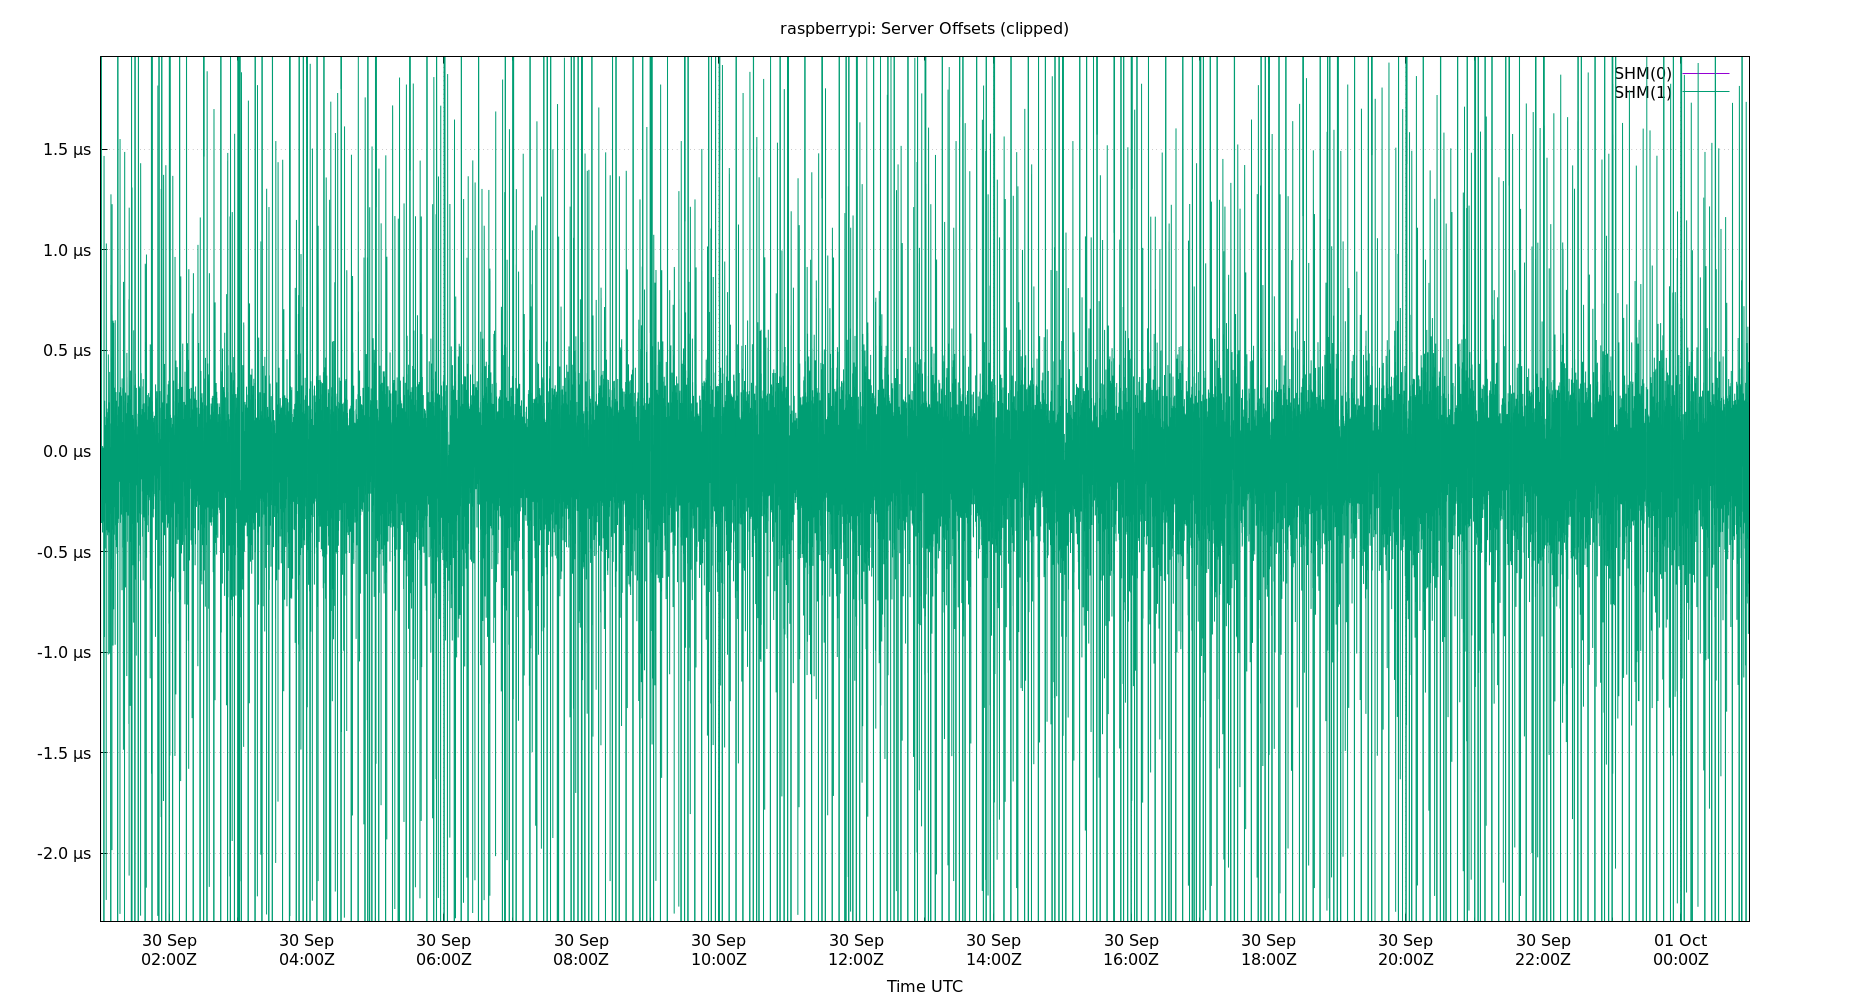 raspberrypi: Server Offsets (clipped)
SHM(0)
SHM(1)
1.5 µs
1.0 µs
0.5 µs
0.0 µs
-0.5 µs
-1.0 µs
-1.5 µs
-2.0 µs
30 Sep 30 Sep 30 Sep 30 Sep 30 Sep 30 Sep 30 Sep 30 Sep 30 Sep 30 Sep 30 Sep 01 Oct
02:00Z 04:00Z 06:00Z 08:00Z 10:00Z 12:00Z 14:00Z 16:00Z 18:00Z 20:00Z 22:00Z 00:00Z
Time UTC